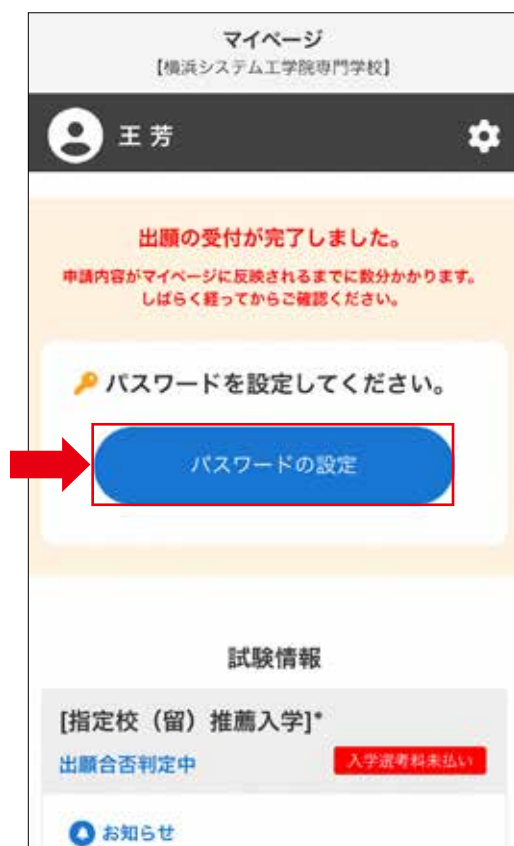 マイページ
【横浜システム工学院専門学校】
王 芳
出願の受付が完了しました。
申請内容がマイページに反映されるまでに数分かかります。
しばらく経ってからご確認ください。
パスワードを設定してください。
パスワードの設定
試験情報
[指定校（留）推薦入学]*
出願合否判定中
入学選考料未払い
お知らせ